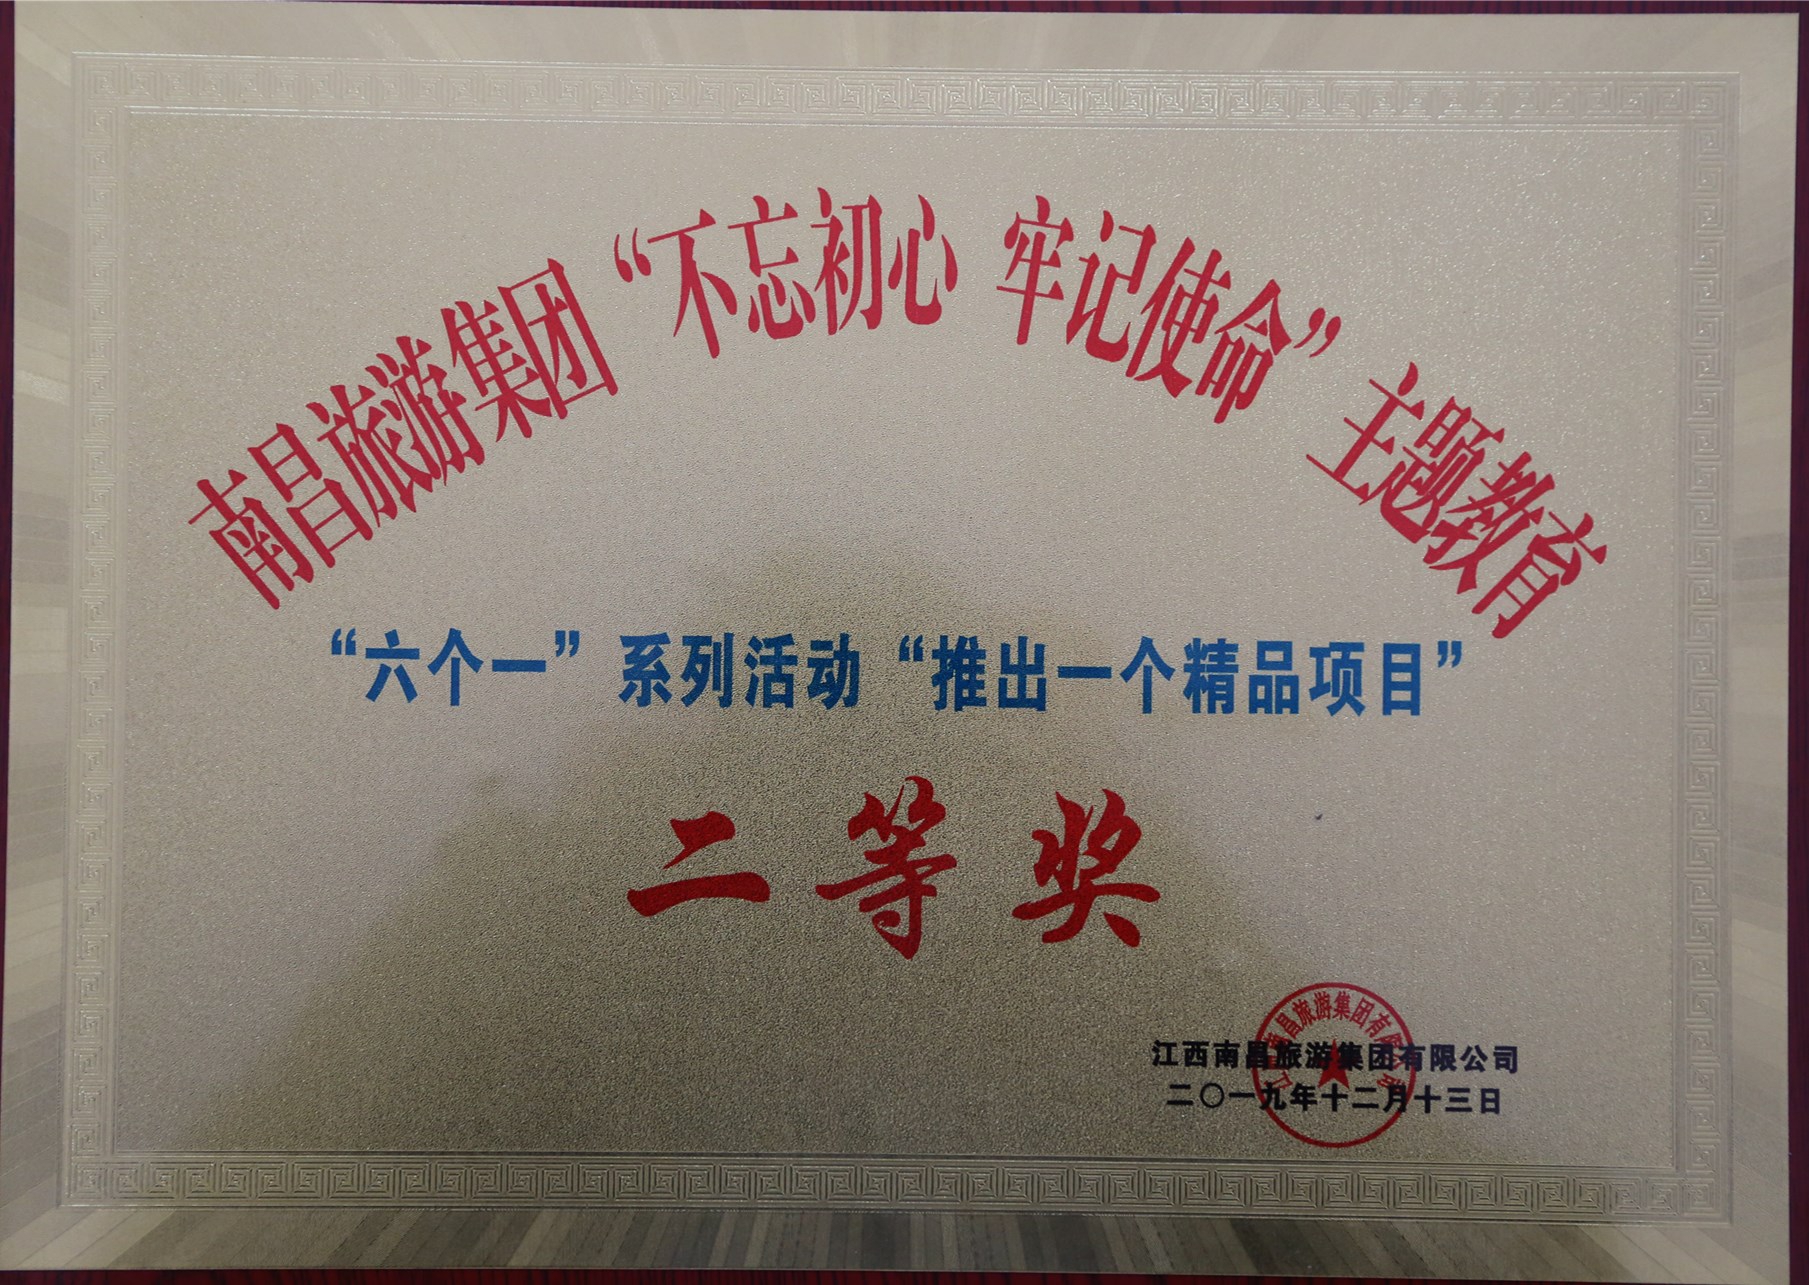 南昌旅游集团“不忘初心 牢记使命”主题教育
“六个一”系列活动“推出一个精品项目”
二等奖
江西南昌旅游集团有限公司
二〇一九年十二月十三日